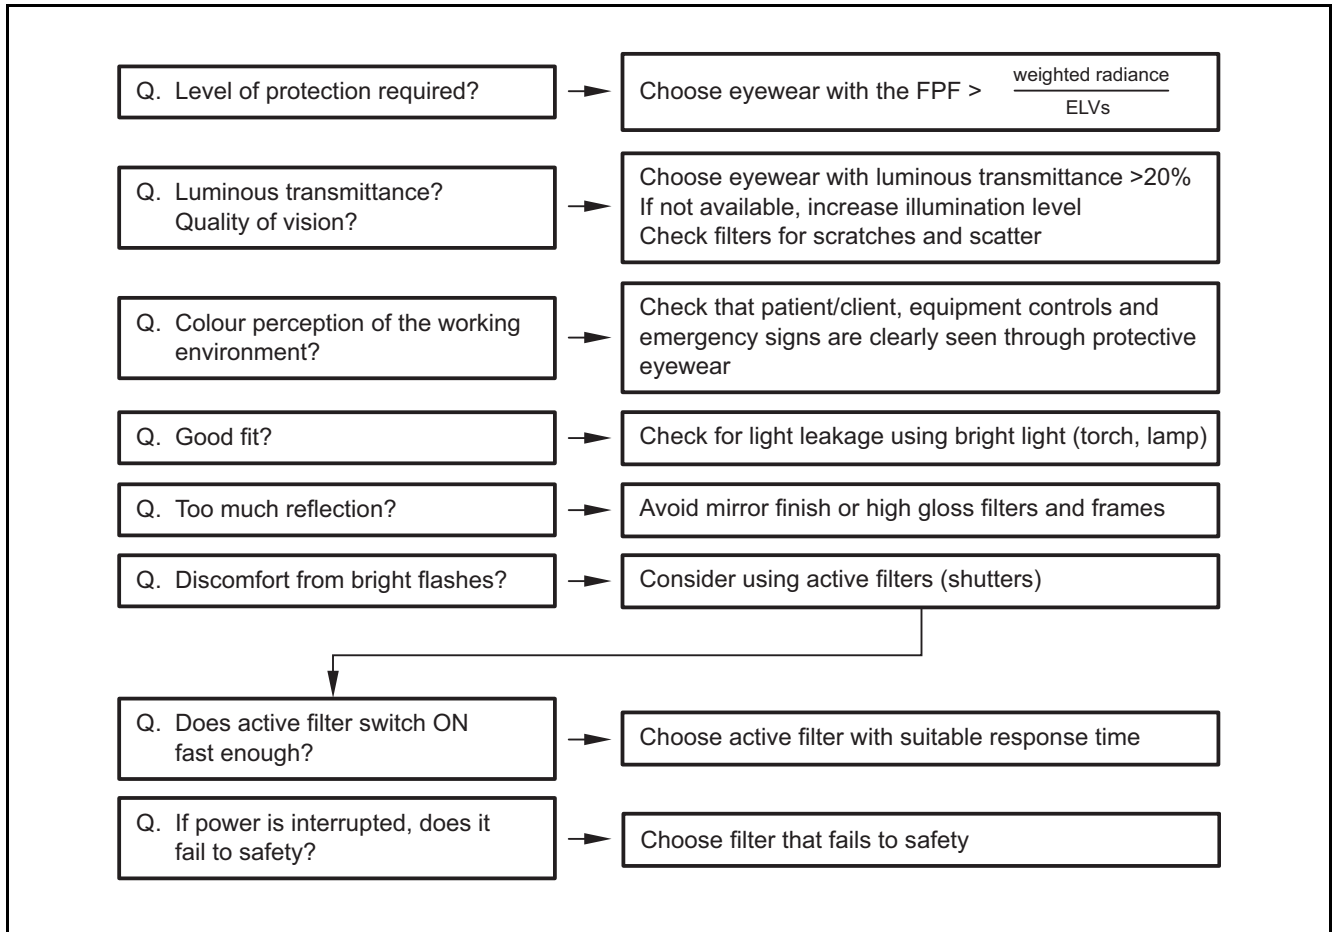 Q. Level of protection required?
Choose eyewear with the FPF > weighted radiance
ELVs
Q. Luminous transmittance?
Quality of vision?
Choose eyewear with luminous transmittance >20%
If not available, increase illumination level
Check filters for scratches and scatter
Q. Colour perception of the working
environment?
Check that patient/client, equipment controls and
emergency signs are clearly seen through protective
eyewear
Q. Good fit?
Check for light leakage using bright light (torch, lamp)
Q. Too much reflection?
Avoid mirror finish or high gloss filters and frames
Q. Discomfort from bright flashes?
Consider using active filters (shutters)
Q. Does active filter switch ON
fast enough?
Choose active filter with suitable response time
Q. If power is interrupted, does it
fail to safety?
Choose filter that fails to safety